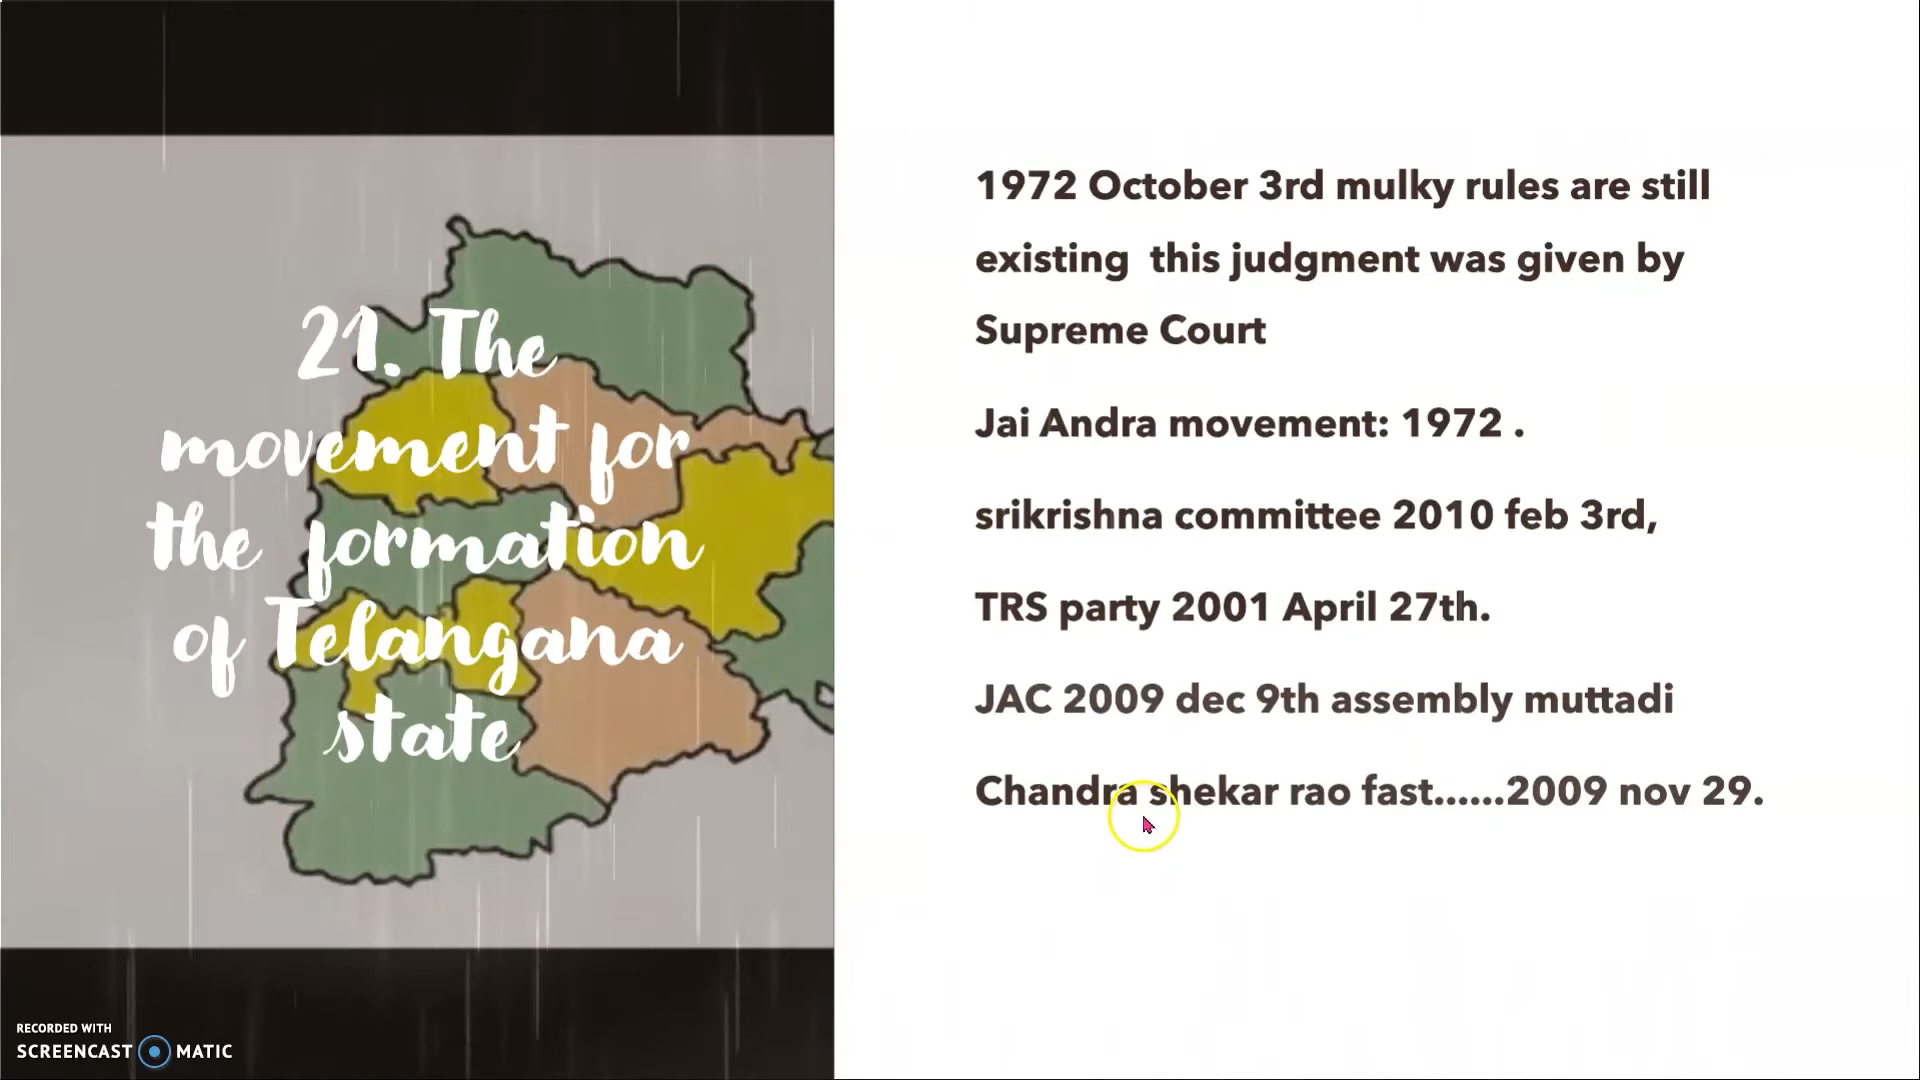 21. The
movement for
the formation
of Telangana
state
1972 October 3rd mulky rules are still
existing this judgment was given by
Supreme Court
Jai Andra movement: 1972 .
srikrishna committee 2010 feb 3rd,
TRS party 2001 April 27th.
JAC 2009 dec 9th assembly muttadi
Chandra shekar rao fast......2009 nov 29.
RECORDED WITH
SCREENCAST MATIC